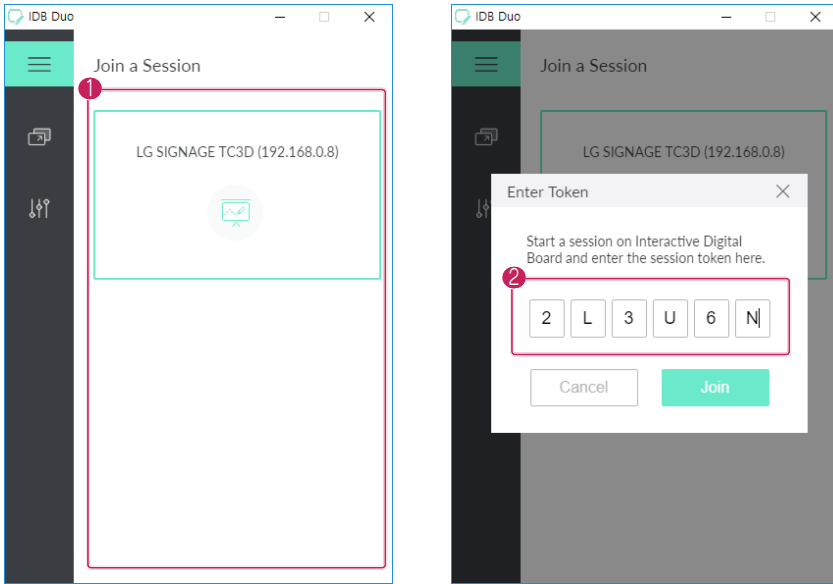 IDB Duo
Join a Session
1
LG SIGNAGE TC3D (192.168.0.8)
IDB Duo
Join a Session
LG SIGNAGE TC3D (192.168.0.8)
Enter Token
Start a session on Interactive Digital
Board and enter the session token here.
2
2 L 3 U 6 N
Cancel Join